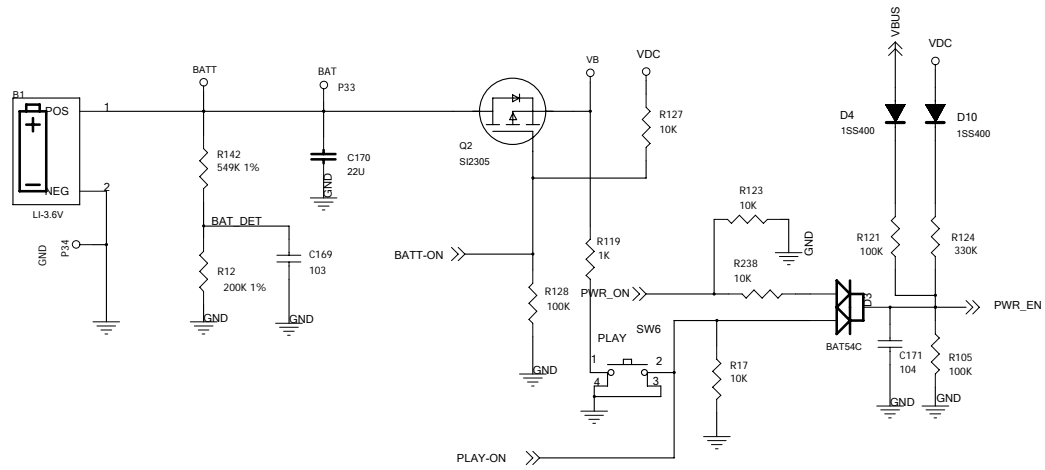 B1
POS
NEG
LI-3.6V
1
2
GND
P34
BATT
R142
549K 1%
BAT_DET
R12
200K 1%
GND
C169
103
GND
BAT
P33
C170
22U
GND
Q2
SI2305
VB
VDC
R127
10K
BATT-ON
R128
100K
GND
R119
1K
PWR_ON
R123
10K
GND
R238
10K
PLAY
SW6
1
2
4
3
PLAY-ON
R17
10K
D3
BAT54C
VBUS
VDC
D4
1SS400
D10
1SS400
R121
100K
R124
330K
PWR_EN
C171
104
GND
R105
100K
GND